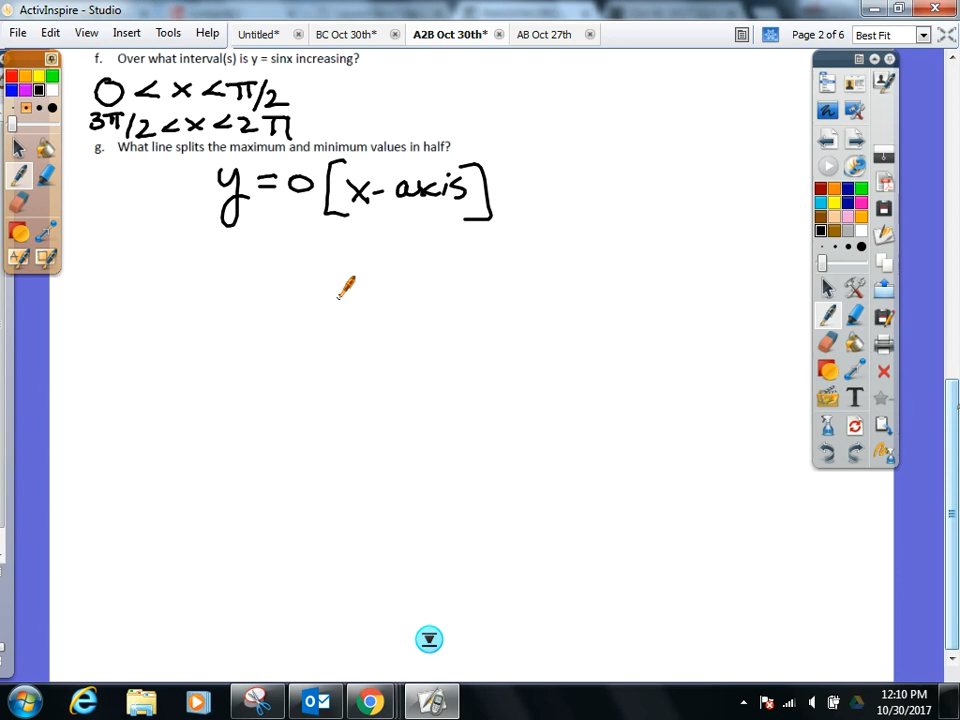 ActivInspire - Studio
File Edit View Insert Tools Help Untitled* BC Oct 30th* A2B Oct 30th* AB Oct 27th Page 2 of 6 Best Fit
f. Over what interval(s) is y = sinx increasing?
0 < x < π/2
3π/2 < x < 2π
g. What line splits the maximum and minimum values in half?
y = 0 [x-axis]
12:10 PM
10/30/2017